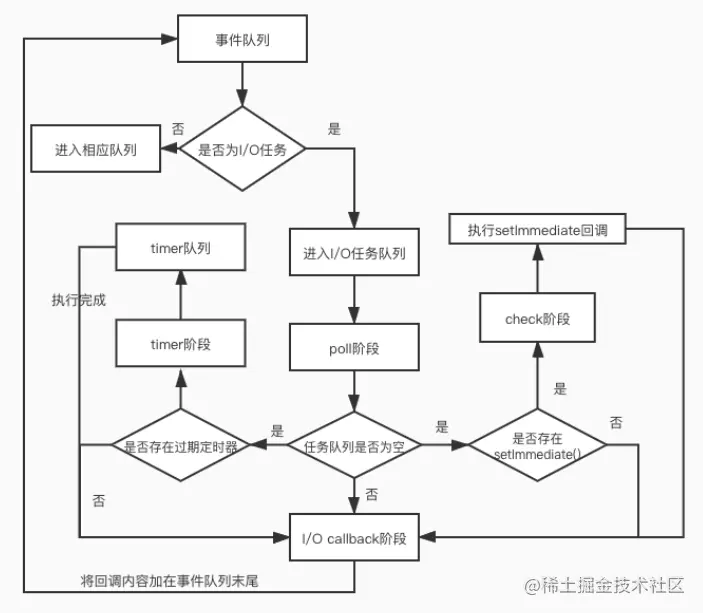 事件队列
否
是
进入相应队列
是否为I/O任务
执行setImmediate回调
timer队列
进入I/O任务队列
执行完成
check阶段
timer阶段
poll阶段
是
是否存在过期定时器
是
任务队列是否为空
是
是否存在
setImmediate()
否
否
否
I/O callback阶段
将回调内容加在事件队列末尾
@稀土掘金技术社区